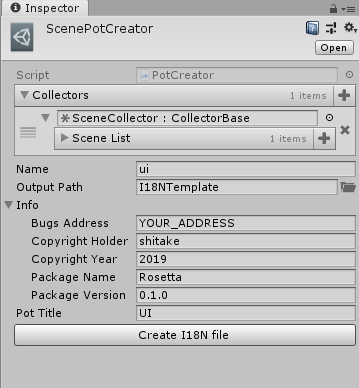 Inspector
ScenePotCreator
Open
Script PotCreator
Collectors 1 items
SceneCollector : CollectorBase
Scene List 1 items
Name ui
Output Path I18NTemplate
Info
Bugs Address YOUR_ADDRESS
Copyright Holder shitake
Copyright Year 2019
Package Name Rosetta
Package Version 0.1.0
Pot Title UI
Create I18N file